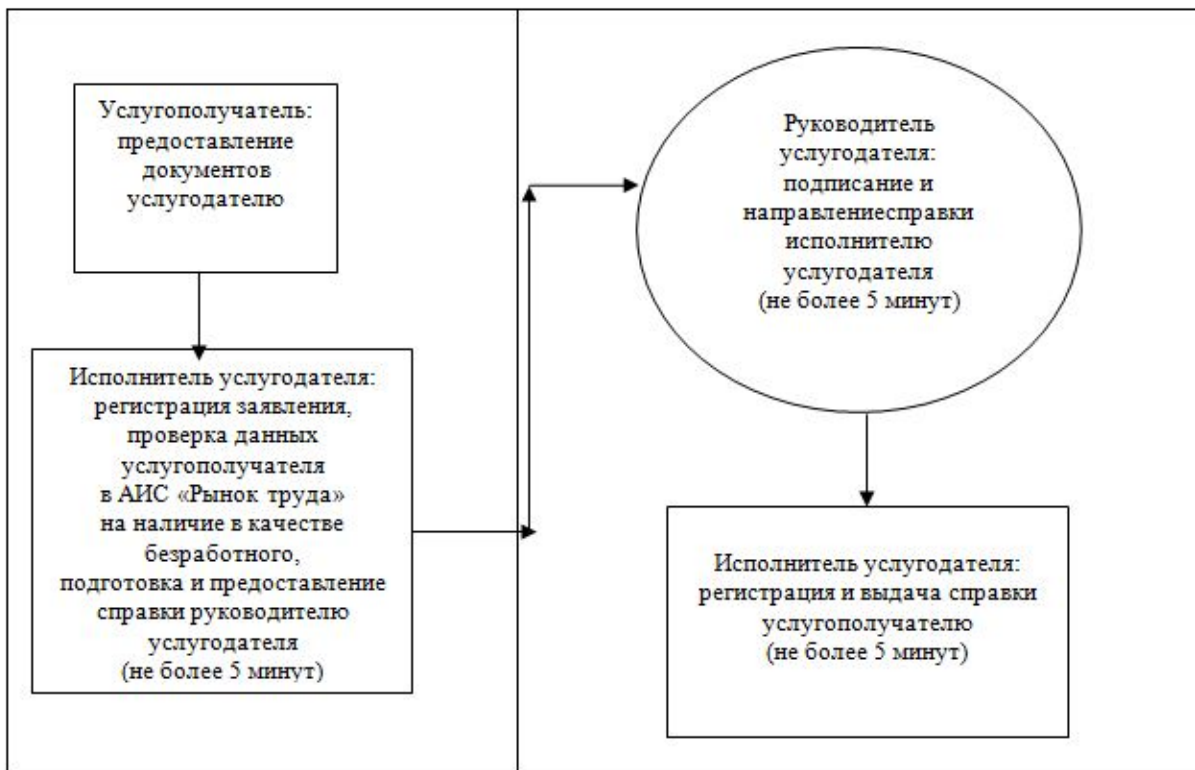 Услугополучатель:
предоставление
документов
услугодателю
Исполнитель услугодателя:
регистрация заявления,
проверка данных
услугополучателя
в АИС «Рынок труда»
на наличие в качестве
безработного,
подготовка и предоставление
справки руководителю
услугодателя
(не более 5 минут)
Руководитель
услугодателя:
подписание и
направлениесправки
исполнителю
услугодателя
(не более 5 минут)
Исполнитель услугодателя:
регистрация и выдача справки
услугополучателю
(не более 5 минут)